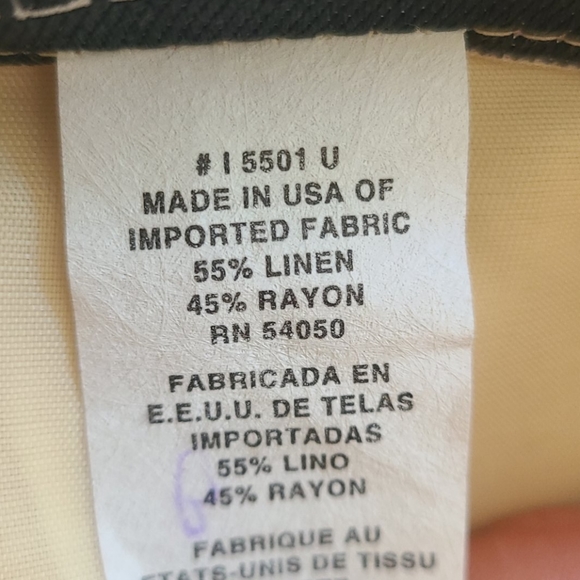 # I 5501 U
MADE IN USA OF
IMPORTED FABRIC
55% LINEN
45% RAYON
RN 54050
FABRICADA EN
E.E.U.U. DE TELAS
IMPORTADAS
55% LINO
45% RAYON
FABRIQUE AU
ETATS-UNIS DE TISSU